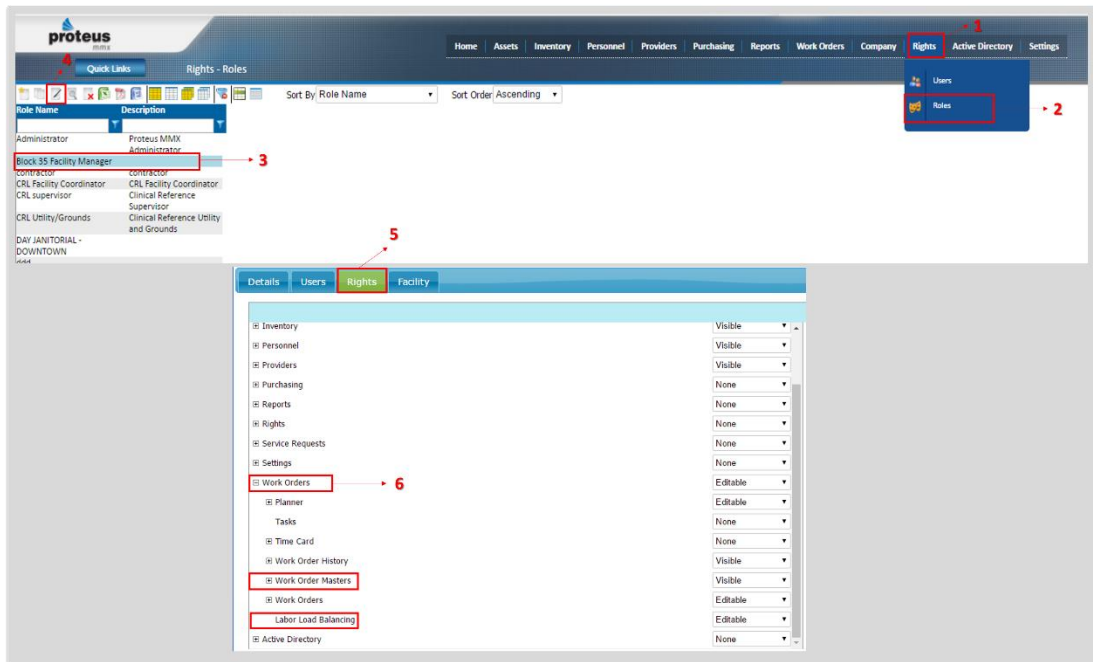 1
proteus
mmx
Home Assets Inventory Personnel Providers Purchasing Reports Work Orders Company Rights Active Directory Settings
4
Quick Links Rights - Roles
Users
Roles
2
Sort By Role Name Sort Order Ascending
Role Name Description
Administrator Proteus MMX
Administrator
Block 35 Facility Manager
3
contractor contractor
CRL Facility Coordinator CRL Facility Coordinator
CRL supervisor Clinical Reference
Supervisor
CRL Utility/Grounds Clinical Reference Utility
and Grounds
DAY JANITORIAL -
DOWNTOWN
ddd
5
Details Users Rights Facility
Inventory Visible
Personnel Visible
Providers Visible
Purchasing None
Reports None
Rights None
Service Requests None
Settings None
Work Orders Editable
6
Planner Editable
Tasks None
Time Card None
Work Order History Visible
Work Order Masters Visible
Work Orders Editable
Labor Load Balancing Editable
Active Directory None